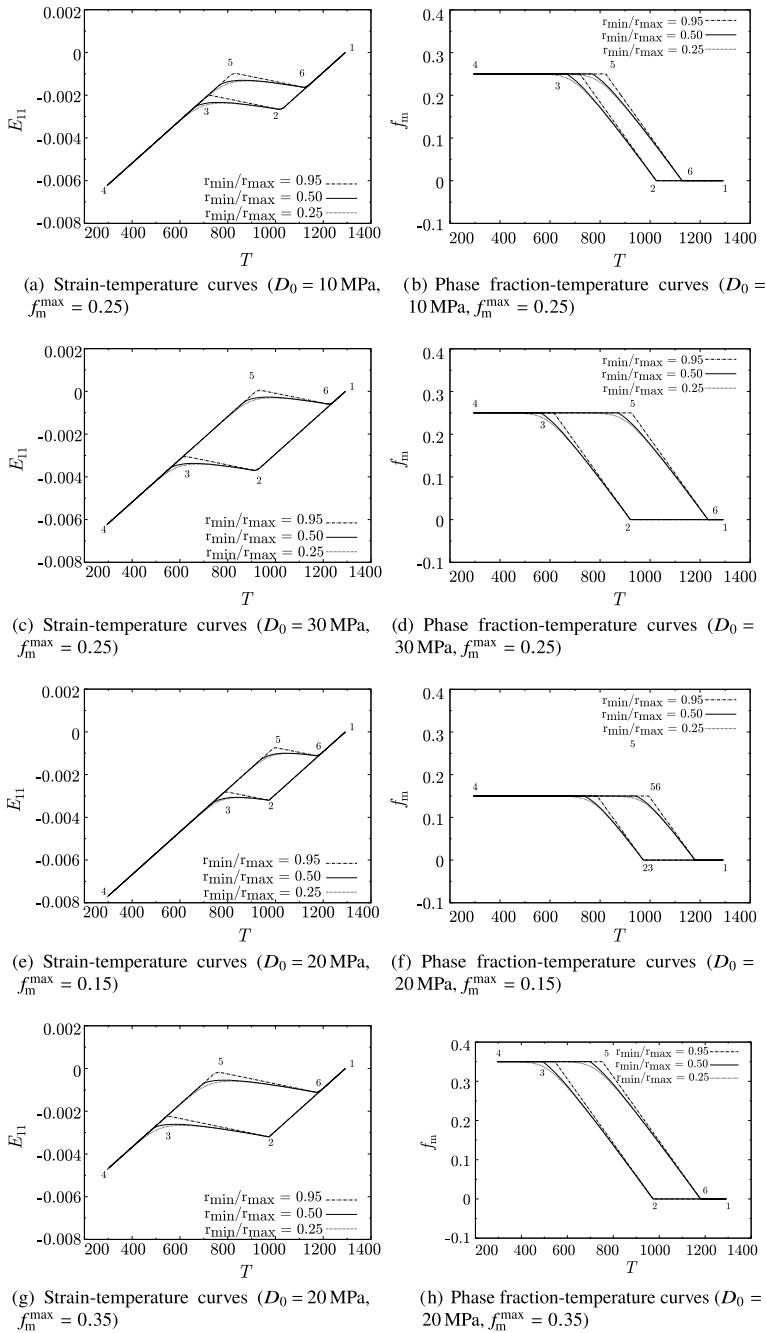 0.002
0
-0.002
-0.004
-0.006
-0.008
E11
1
2
3
4
5
6
rmin/rmax = 0.95
rmin/rmax = 0.50
rmin/rmax = 0.25
200 400 600 800 1000 1200 1400
T
(a) Strain-temperature curves (D0 = 10 MPa,
fm^max = 0.25)
0.4
0.3
0.2
0.1
0
-0.1
fm
rmin/rmax = 0.95
rmin/rmax = 0.50
rmin/rmax = 0.25
4
5
3
6
2
1
200 400 600 800 1000 1200 1400
T
(b) Phase fraction-temperature curves (D0 =
10 MPa, fm^max = 0.25)
0.002
0
-0.002
-0.004
-0.006
-0.008
E11
5
6
1
3
2
4
rmin/rmax = 0.95
rmin/rmax = 0.50
rmin/rmax = 0.25
200 400 600 800 1000 1200 1400
T
(c) Strain-temperature curves (D0 = 30 MPa,
fm^max = 0.25)
0.4
0.3
0.2
0.1
0
-0.1
fm
rmin/rmax = 0.95
rmin/rmax = 0.50
rmin/rmax = 0.25
4
5
3
6
2
1
200 400 600 800 1000 1200 1400
T
(d) Phase fraction-temperature curves (D0 =
30 MPa, fm^max = 0.25)
0.002
0
-0.002
-0.004
-0.006
-0.008
E11
1
5
6
3
2
4
rmin/rmax = 0.95
rmin/rmax = 0.50
rmin/rmax = 0.25
200 400 600 800 1000 1200 1400
T
(e) Strain-temperature curves (D0 = 20 MPa,
fm^max = 0.15)
0.4
0.3
0.2
0.1
0
-0.1
fm
rmin/rmax = 0.95
rmin/rmax = 0.50
rmin/rmax = 0.25
5
4
56
23
1
200 400 600 800 1000 1200 1400
T
(f) Phase fraction-temperature curves (D0 =
20 MPa, fm^max = 0.15)
0.002
0
-0.002
-0.004
-0.006
-0.008
E11
5
1
6
3
2
4
rmin/rmax = 0.95
rmin/rmax = 0.50
rmin/rmax = 0.25
200 400 600 800 1000 1200 1400
T
(g) Strain-temperature curves (D0 = 20 MPa,
fm^max = 0.35)
0.4
0.3
0.2
0.1
0
-0.1
fm
4
5
rmin/rmax = 0.95
rmin/rmax = 0.50
rmin/rmax = 0.25
3
6
2
1
200 400 600 800 1000 1200 1400
T
(h) Phase fraction-temperature curves (D0 =
20 MPa, fm^max = 0.35)